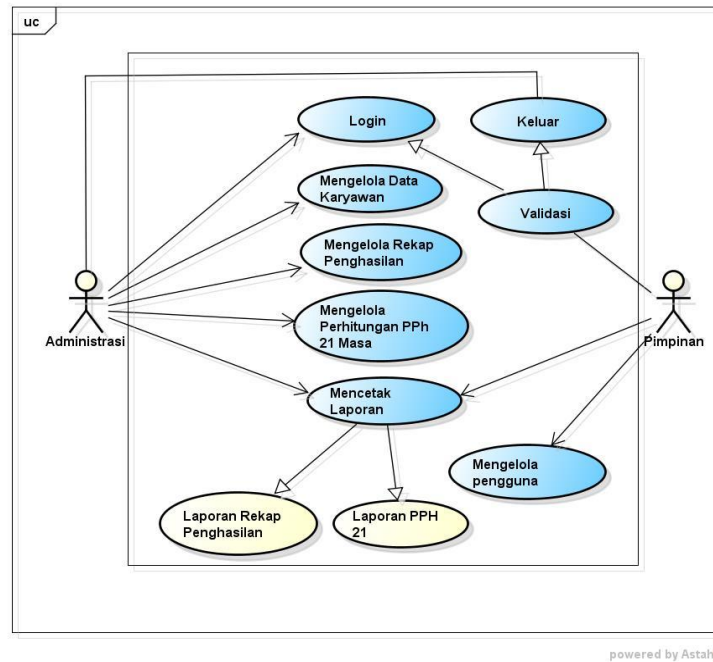 uc
Login
Keluar
Mengelola Data
Karyawan
Validasi
Mengelola Rekap
Penghasilan
Mengelola
Perhitungan PPh
21 Masa
Administrasi
Pimpinan
Mencetak
Laporan
Mengelola
pengguna
Laporan Rekap
Penghasilan
Laporan PPH
21
powered by Astah